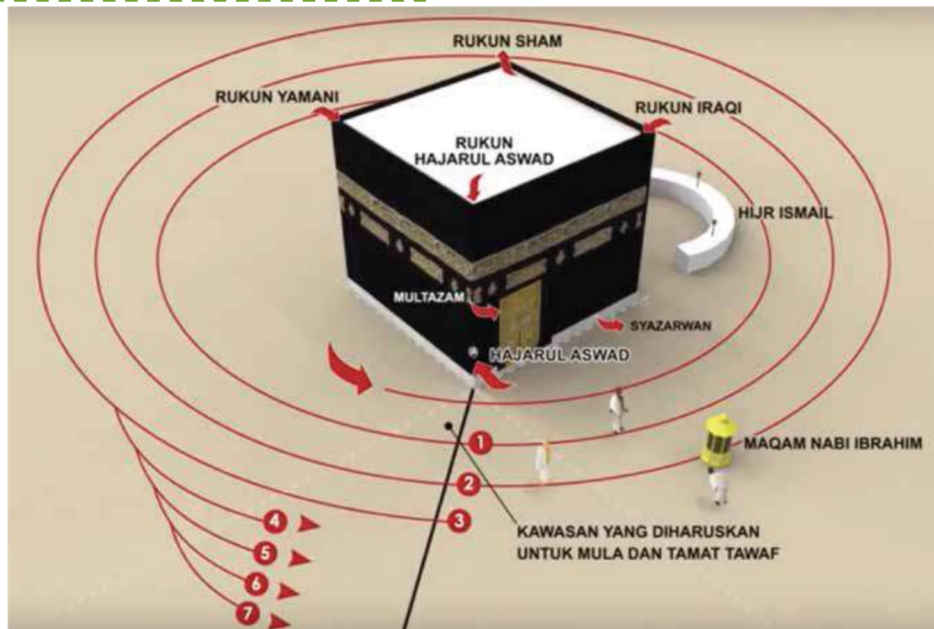 RUKUN SHAM
RUKUN YAMANI
RUKUN IRAQI
RUKUN
HAJARUL ASWAD
HIJR ISMAIL
MULTAZAM
SYAZARWAN
HAJARUL ASWAD
1
MAQAM NABI IBRAHIM
2
3
4
KAWASAN YANG DIHARUSKAN
UNTUK MULA DAN TAMAT TAWAF
5
6
7